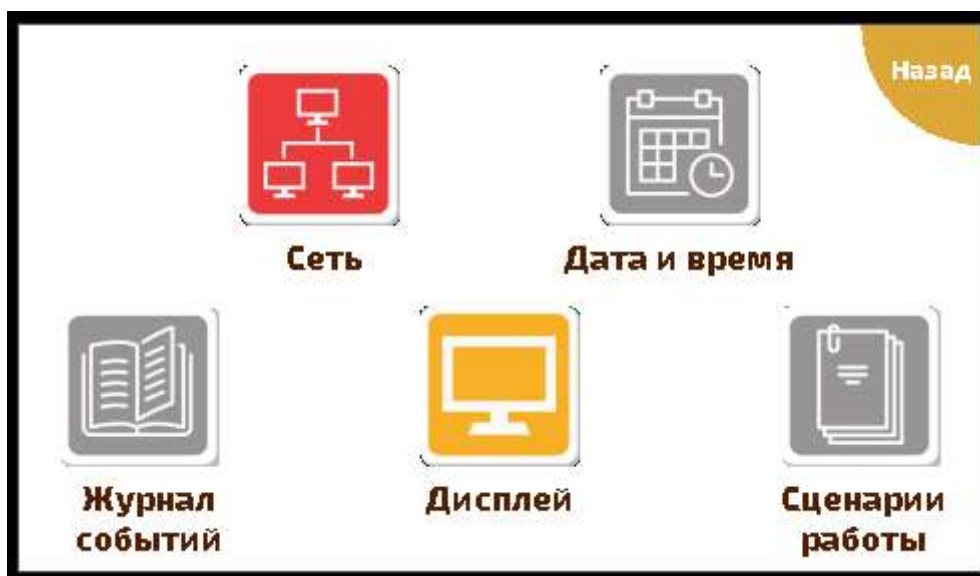 Назад
Сеть
Дата и время
Журнал
событий
Дисплей
Сценарии
работы